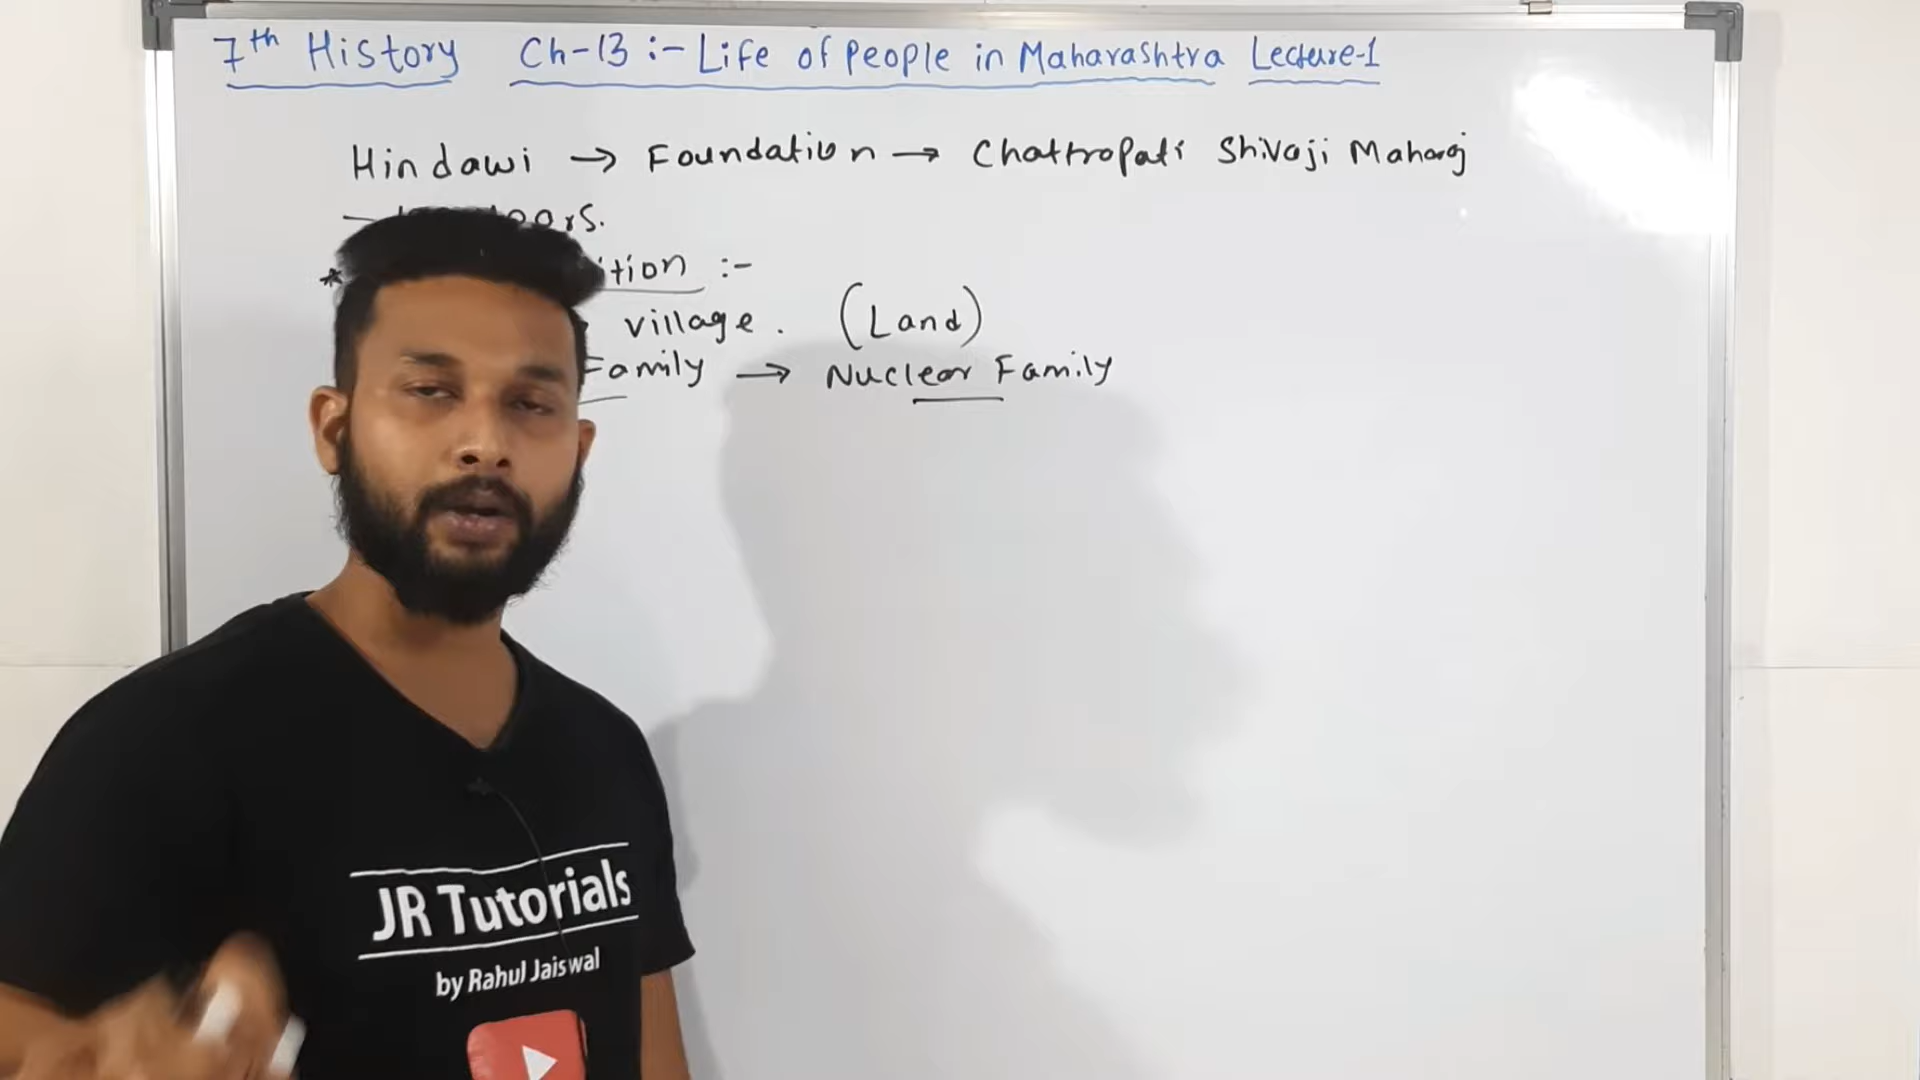 7th History Ch-13 :- Life of People in Maharashtra Lecture-1
Hindawi → Foundation → Chattrapati Shivaji Maharaj
:-
village. (Land)
Family → Nuclear Family
JR Tutorials
by Rahul Jaiswal